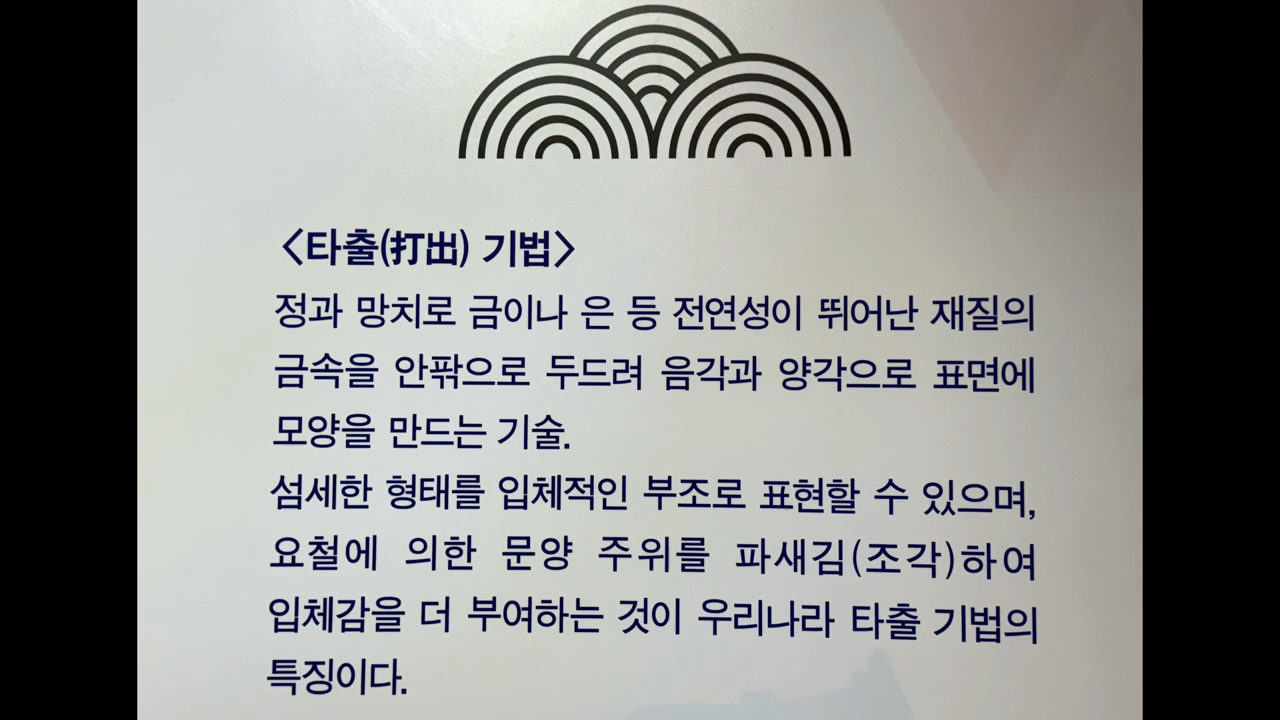 <타출(打出) 기법>
정과 망치로 금이나 은 등 전연성이 뛰어난 재질의
금속을 안팎으로 두드려 음각과 양각으로 표면에
모양을 만드는 기술.
섬세한 형태를 입체적인 부조로 표현할 수 있으며,
요철에 의한 문양 주위를 파새김(조각)하여
입체감을 더 부여하는 것이 우리나라 타출 기법의
특징이다.